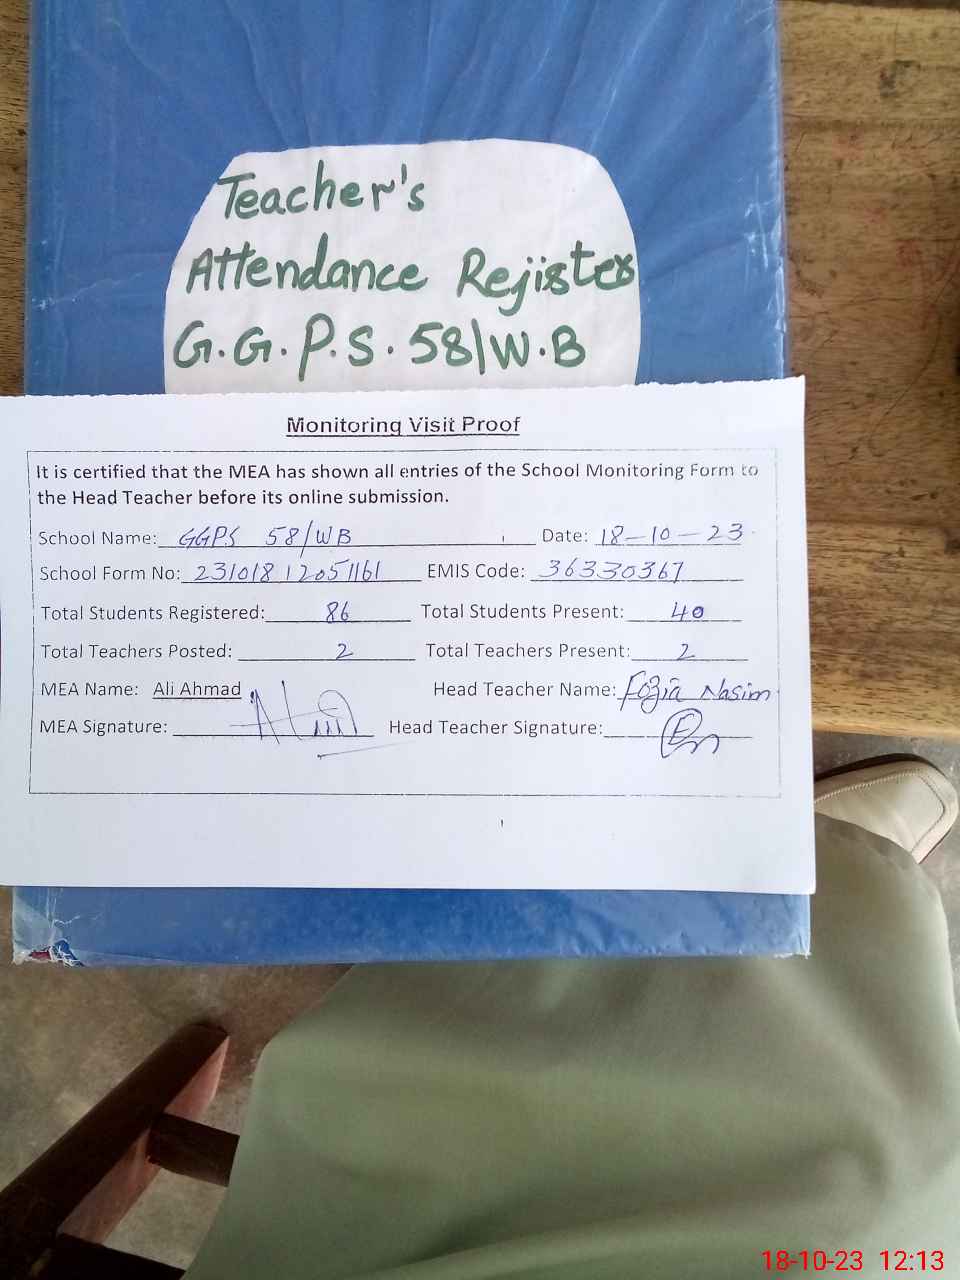 Teacher's
Attendance Rejister
G.G.P.S. 58/W.B
Monitoring Visit Proof
It is certified that the MEA has shown all entries of the School Monitoring Form to
the Head Teacher before its online submission.
School Name: GGPS 58/WB Date: 18-10-23
School Form No: 231018 12051161 EMIS Code: 36330367
Total Students Registered: 86 Total Students Present: 40
Total Teachers Posted: 2 Total Teachers Present: 2
MEA Name: Ali Ahmad Head Teacher Name: Fozia Nasim
MEA Signature: Head Teacher Signature:
18-10-23 12:13